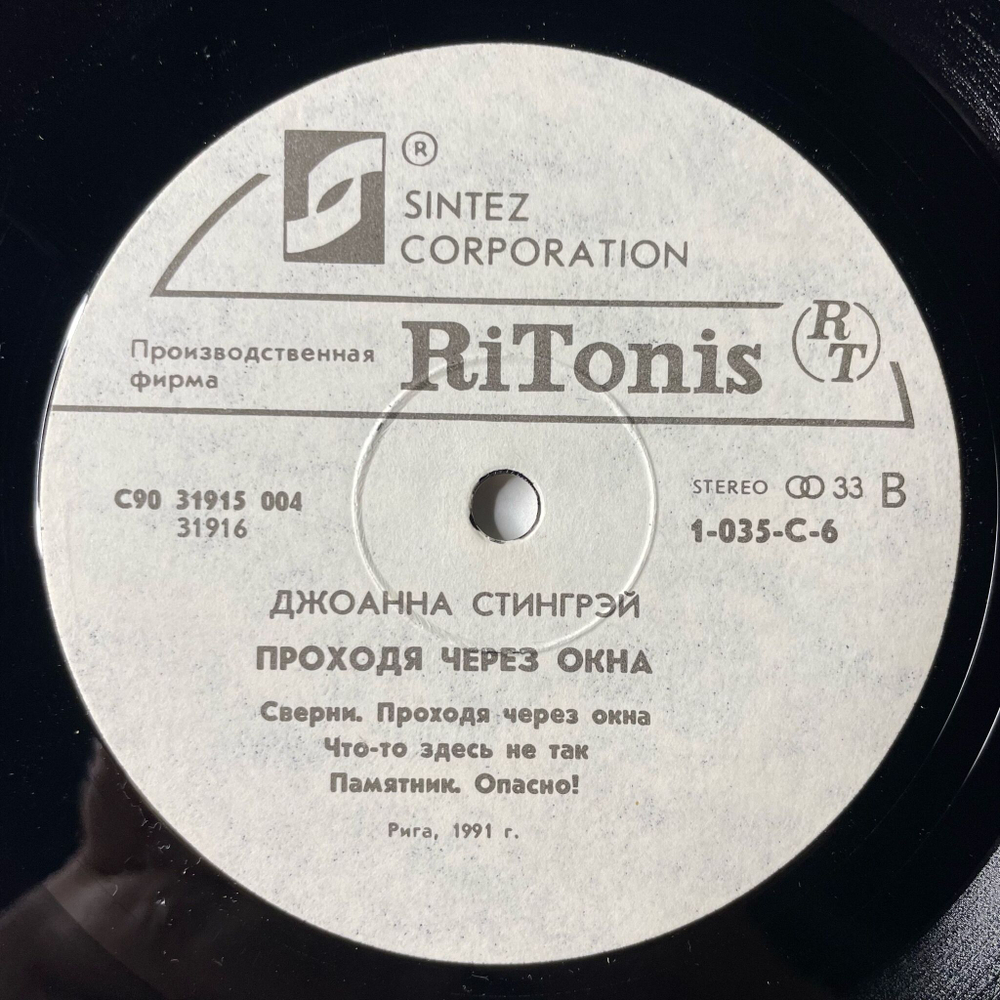 ®
SINTEZ
CORPORATION
Производственная
фирма
RiTonis
RT
С90 31915 004
31916
STEREO 33 В
1-035-С-6
ДЖОАННА СТИНГРЭЙ
ПРОХОДЯ ЧЕРЕЗ ОКНА
Сверни. Проходя через окна
Что-то здесь не так
Памятник. Опасно!
Рига, 1991 г.